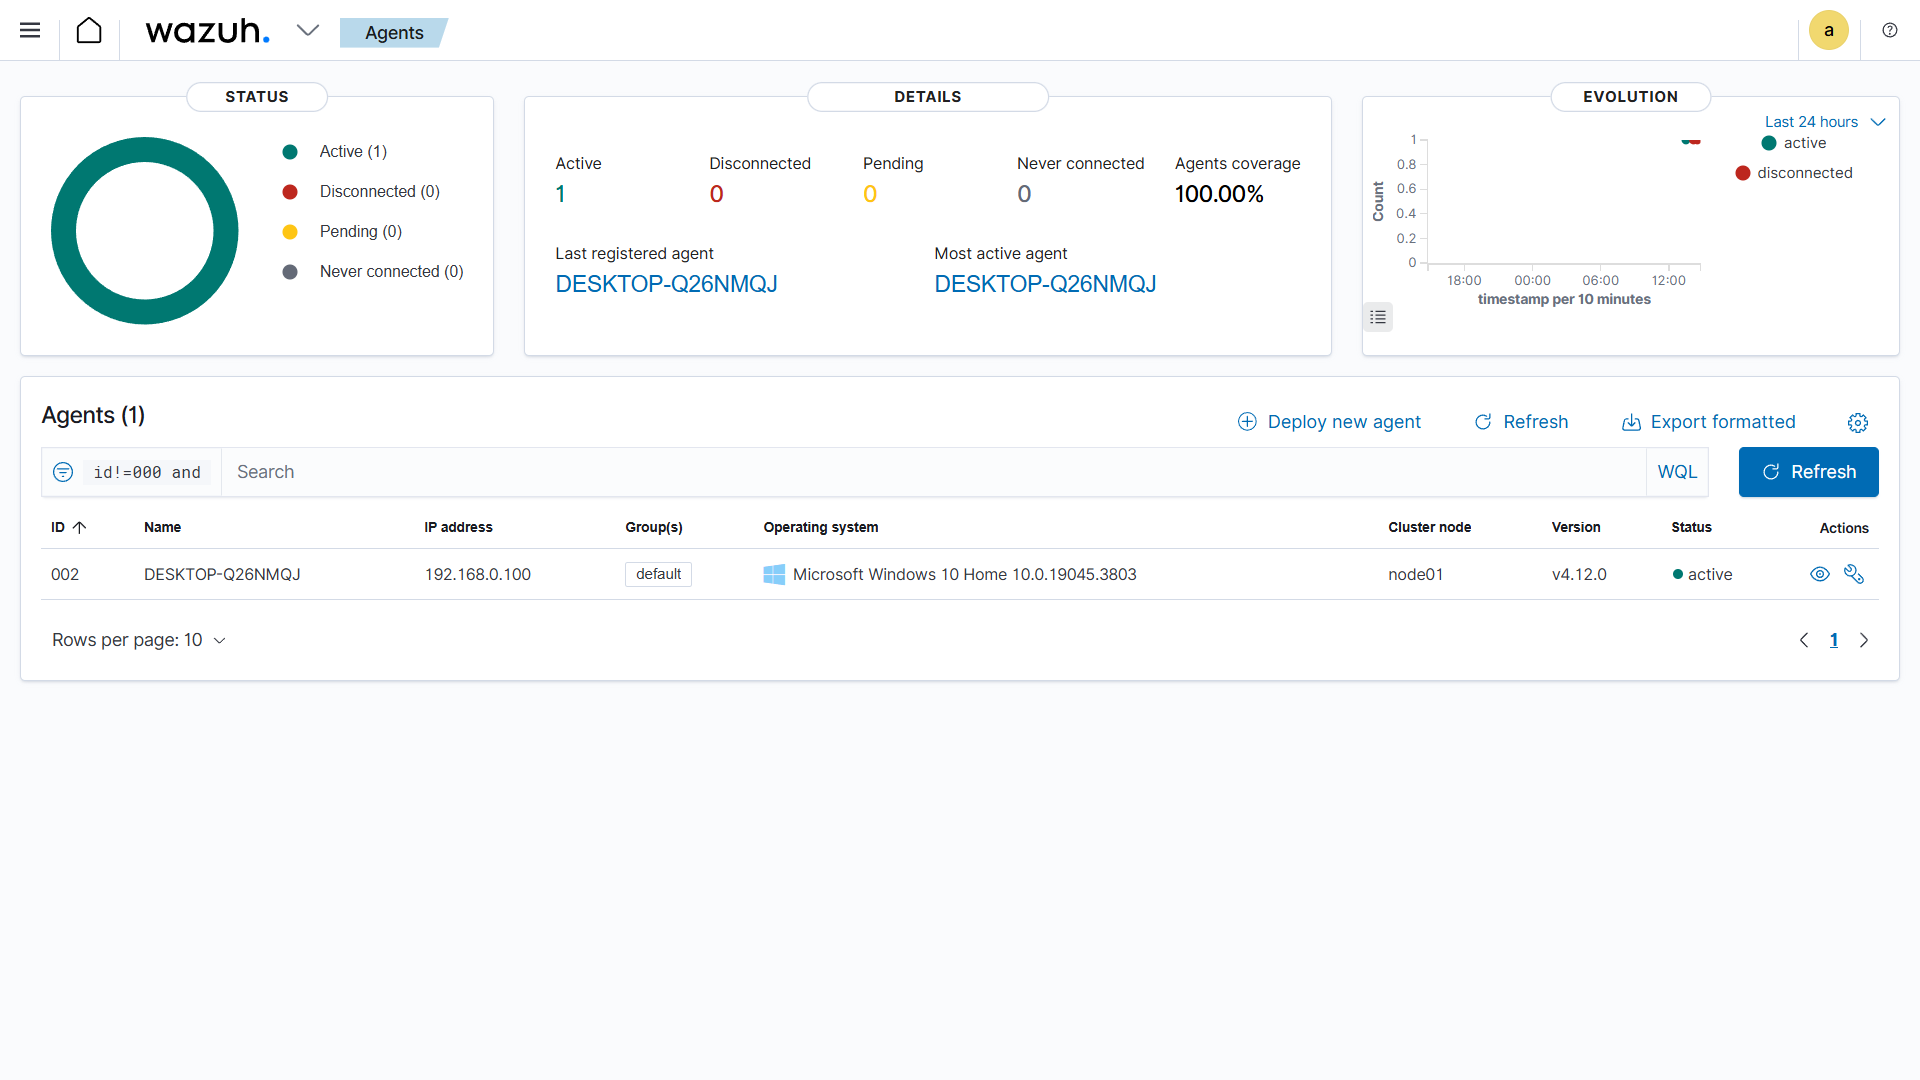 wazuh.
Agents
a
STATUS
Active (1)
Disconnected (0)
Pending (0)
Never connected (0)
DETAILS
Active
1
Disconnected
0
Pending
0
Never connected
0
Agents coverage
100.00%
Last registered agent
DESKTOP-Q26NMQJ
Most active agent
DESKTOP-Q26NMQJ
EVOLUTION
Last 24 hours
active
disconnected
Count
1
0.8
0.6
0.4
0.2
0
18:00 00:00 06:00 12:00
timestamp per 10 minutes
Agents (1)
Deploy new agent Refresh Export formatted
id!=000 and Search WQL Refresh
ID Name IP address Group(s) Operating system Cluster node Version Status Actions
002 DESKTOP-Q26NMQJ 192.168.0.100 default Microsoft Windows 10 Home 10.0.19045.3803 node01 v4.12.0 active
Rows per page: 10
1